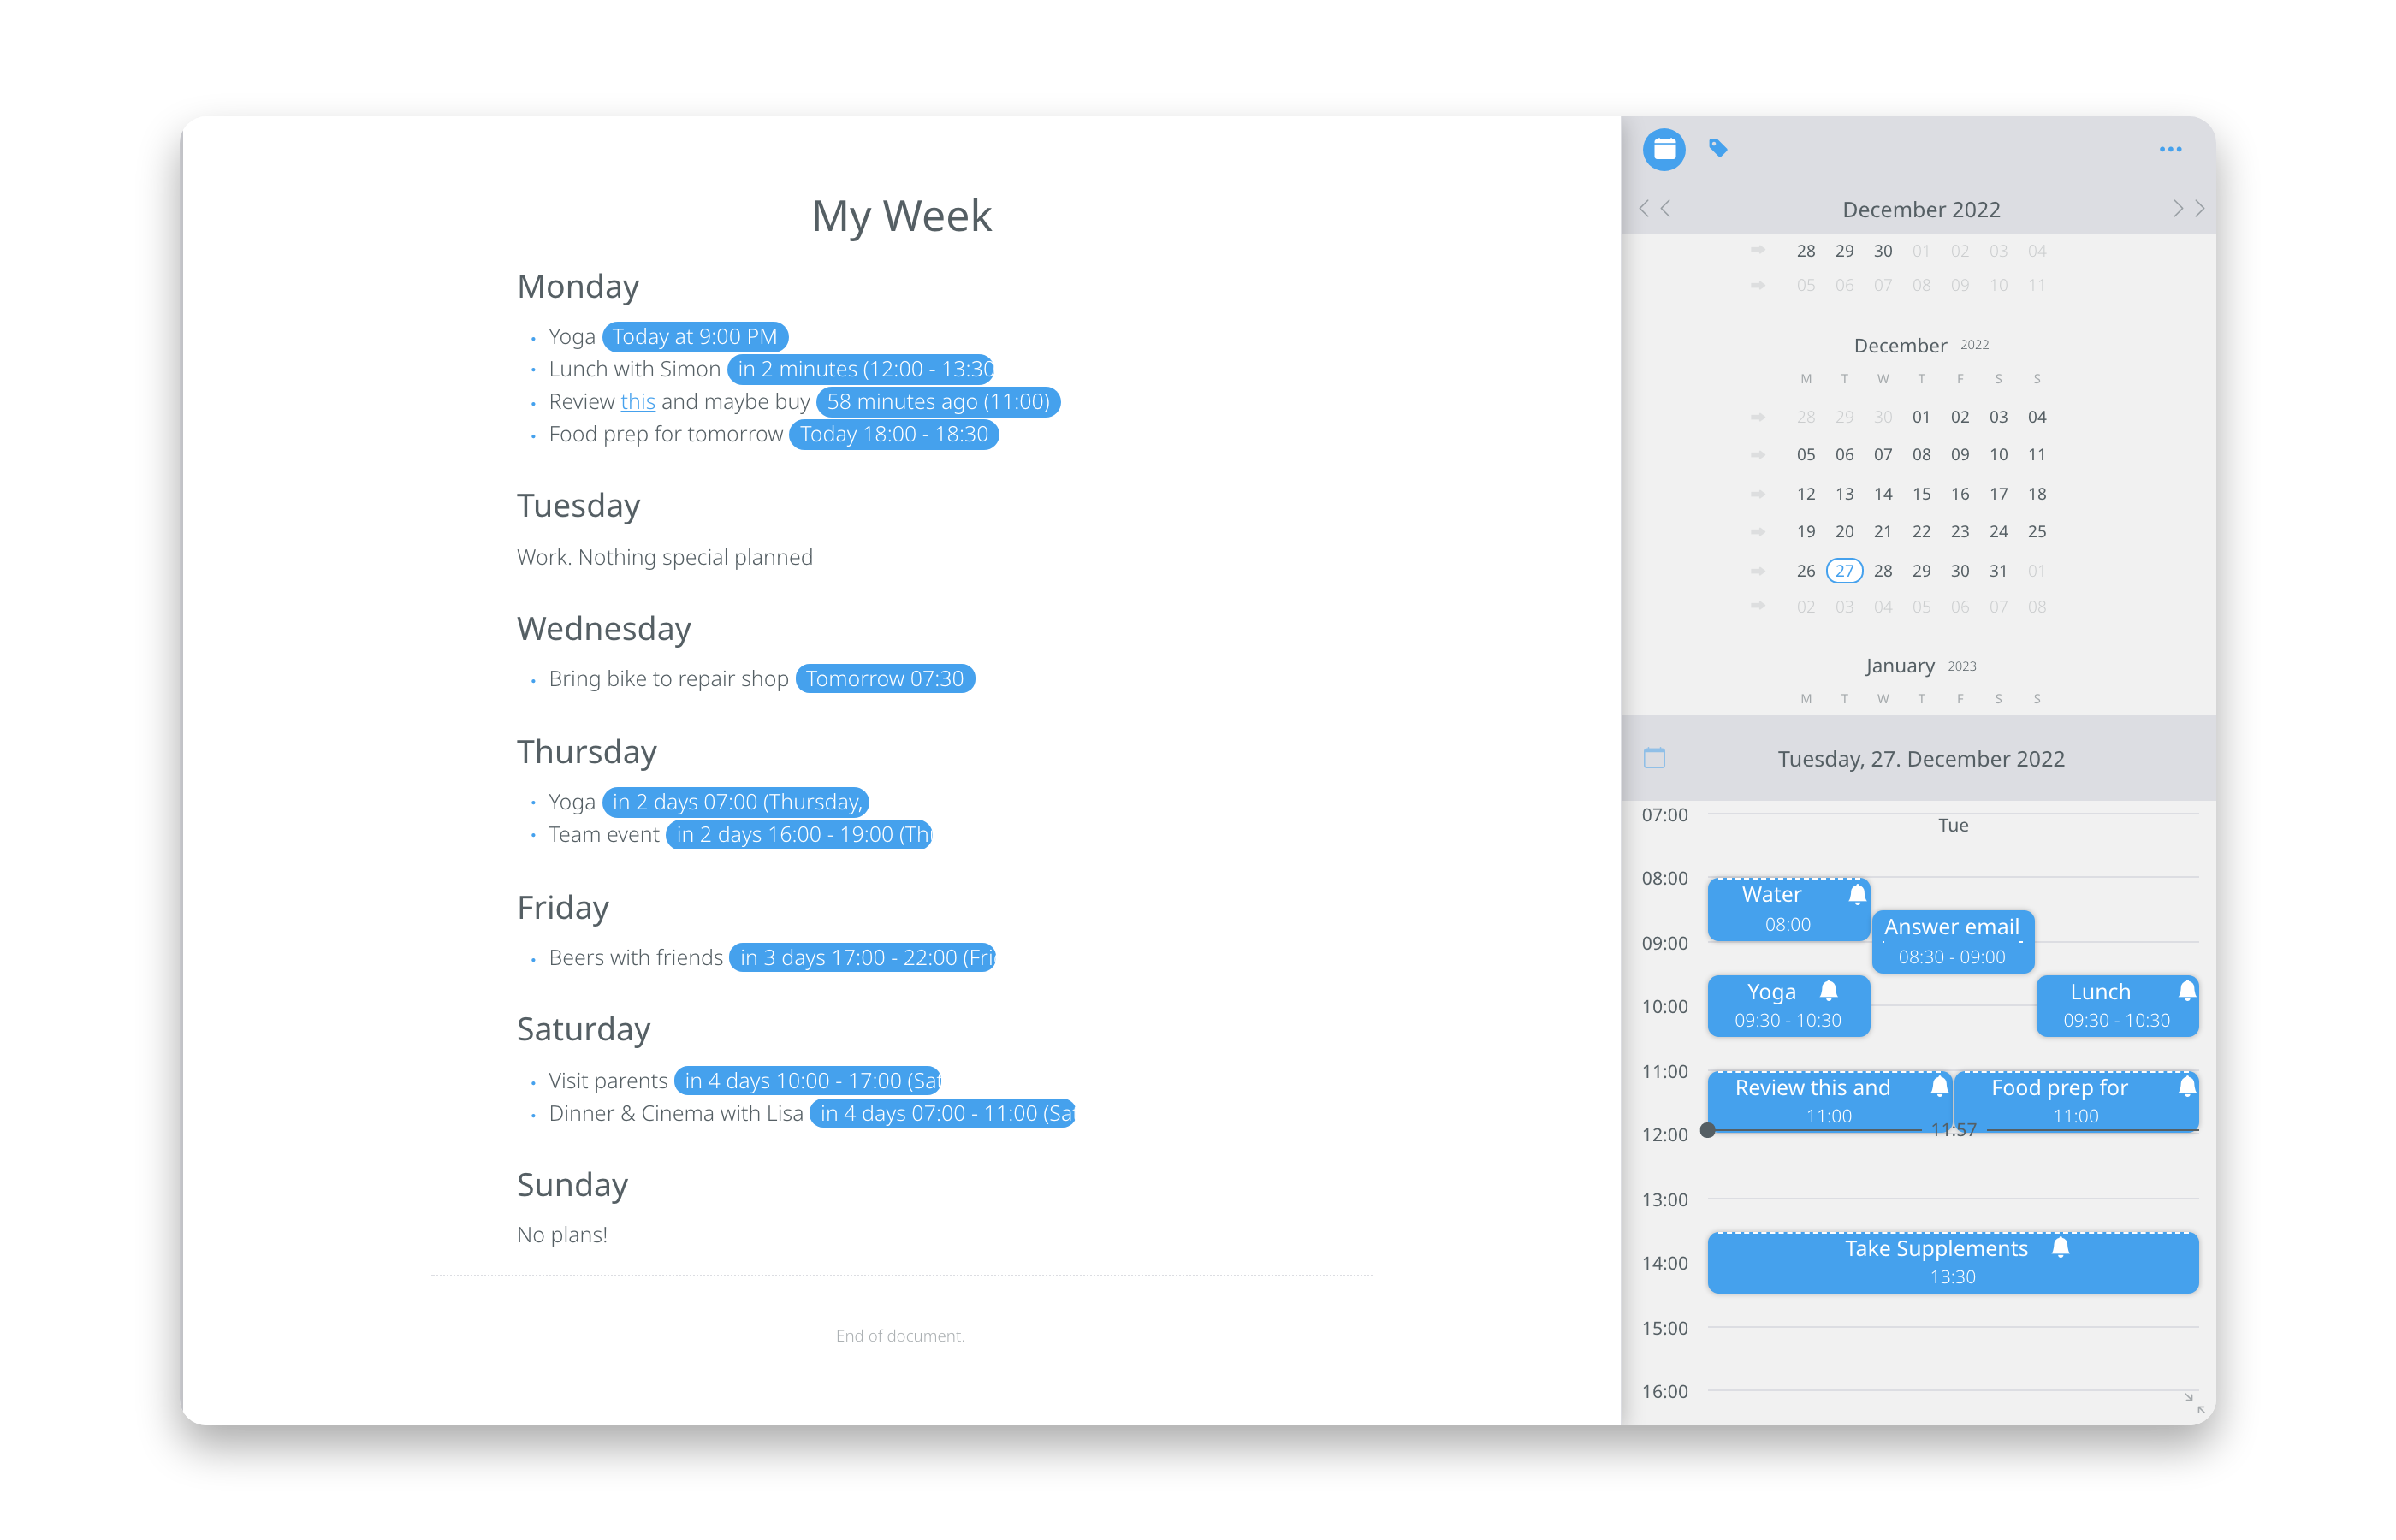 My Week
Monday
• Yoga Today at 9:00 PM
• Lunch with Simon in 2 minutes (12:00 - 13:30
• Review this and maybe buy 58 minutes ago (11:00)
• Food prep for tomorrow Today 18:00 - 18:30
Tuesday
Work. Nothing special planned
Wednesday
• Bring bike to repair shop Tomorrow 07:30
Thursday
• Yoga in 2 days 07:00 (Thursday,
• Team event in 2 days 16:00 - 19:00 (Th
Friday
• Beers with friends in 3 days 17:00 - 22:00 (Fri
Saturday
• Visit parents in 4 days 10:00 - 17:00 (Sat
• Dinner & Cinema with Lisa in 4 days 07:00 - 11:00 (Sat
Sunday
No plans!
End of document.
December 2022
28 29 30 01 02 03 04
05 06 07 08 09 10 11
December 2022
M T W T F S S
28 29 30 01 02 03 04
05 06 07 08 09 10 11
12 13 14 15 16 17 18
19 20 21 22 23 24 25
26 27 28 29 30 31 01
02 03 04 05 06 07 08
January 2023
M T W T F S S
Tuesday, 27. December 2022
07:00
Tue
08:00
Water
08:00
Answer email
08:30 - 09:00
09:00
Yoga
09:30 - 10:30
Lunch
09:30 - 10:30
10:00
11:00
Review this and
11:00
Food prep for
11:00
11:57
12:00
13:00
Take Supplements
13:30
14:00
15:00
16:00